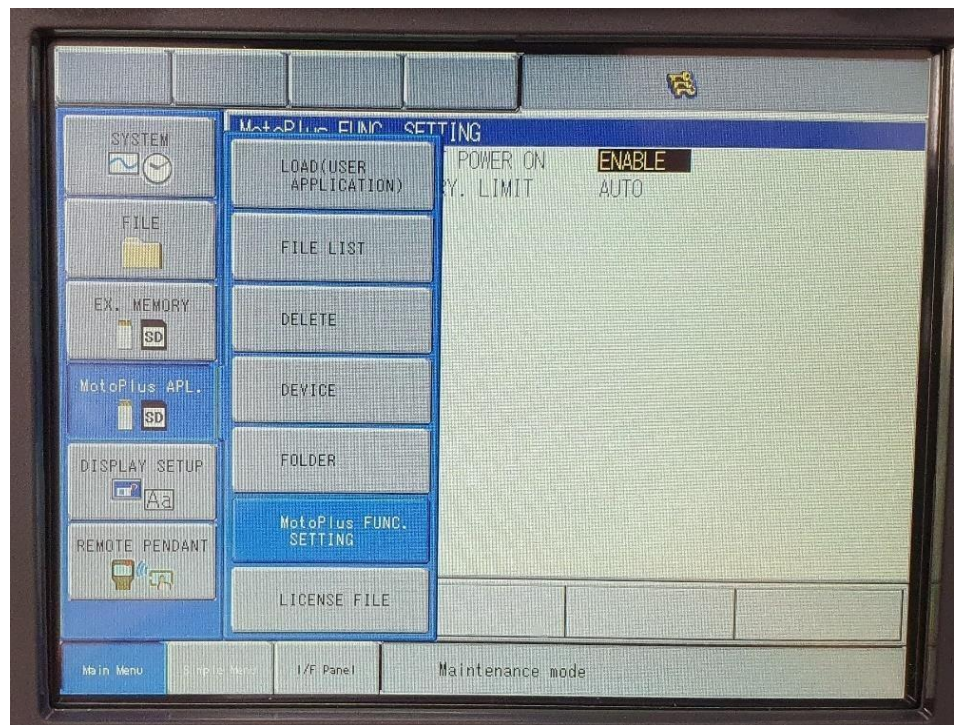 SYSTEM
FILE
EX. MEMORY
SD
MotoPlus APL.
SD
DISPLAY SETUP
Aa
REMOTE PENDANT
MotoPlus FUNC. SETTING
LOAD(USER
APPLICATION)
FILE LIST
DELETE
DEVICE
FOLDER
MotoPlus FUNC.
SETTING
LICENSE FILE
POWER ON ENABLE
LIMIT AUTO
Main Menu
Simple Menu
I/F Panel
Maintenance mode